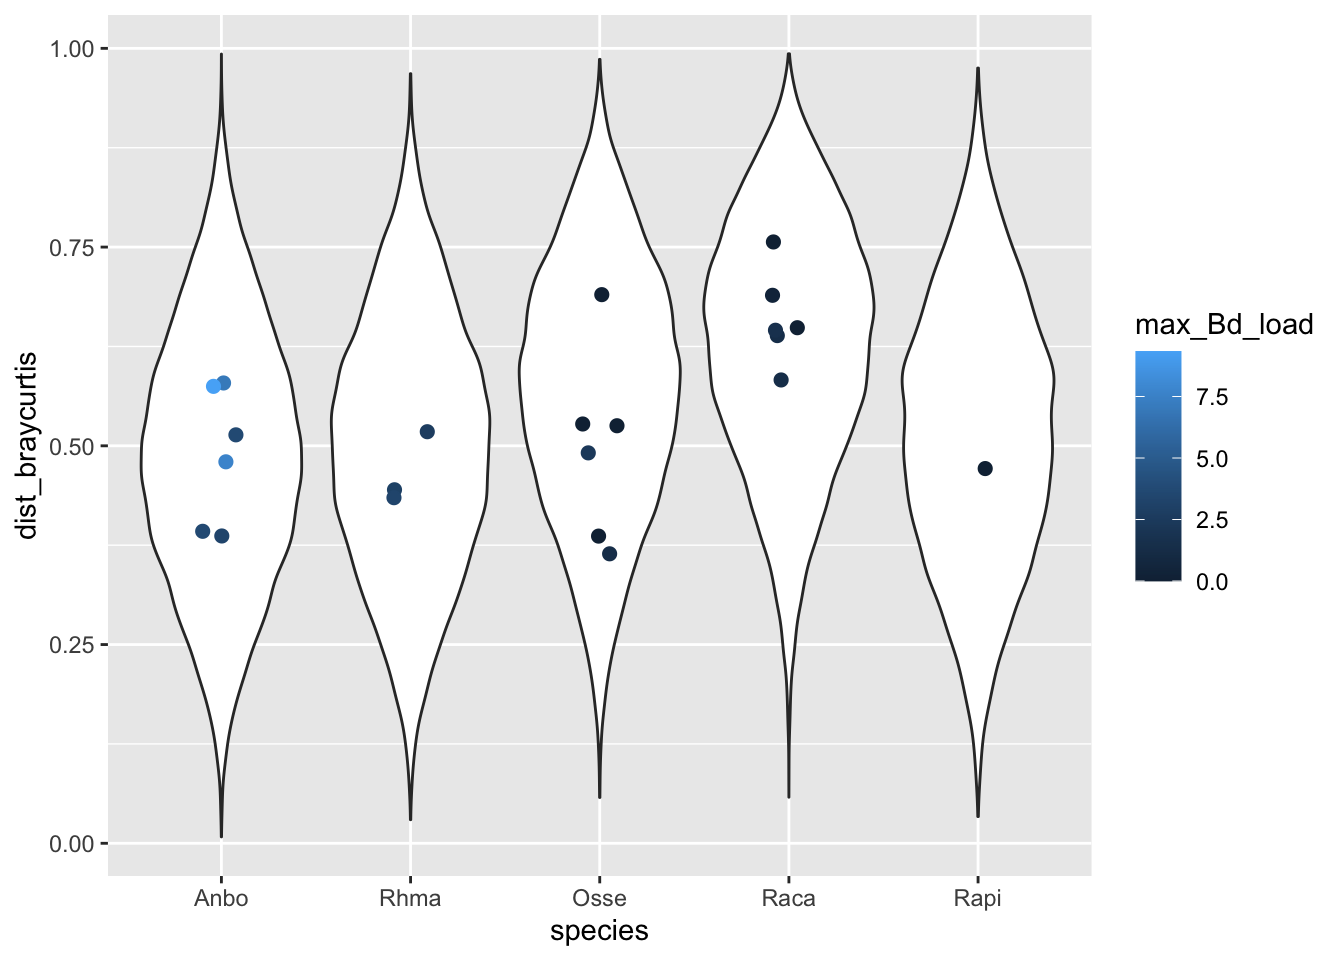 1.00
0.75
0.50
0.25
0.00
dist_braycurtis
Anbo
Rhma
Osse
Raca
Rapi
species
max_Bd_load
7.5
5.0
2.5
0.0